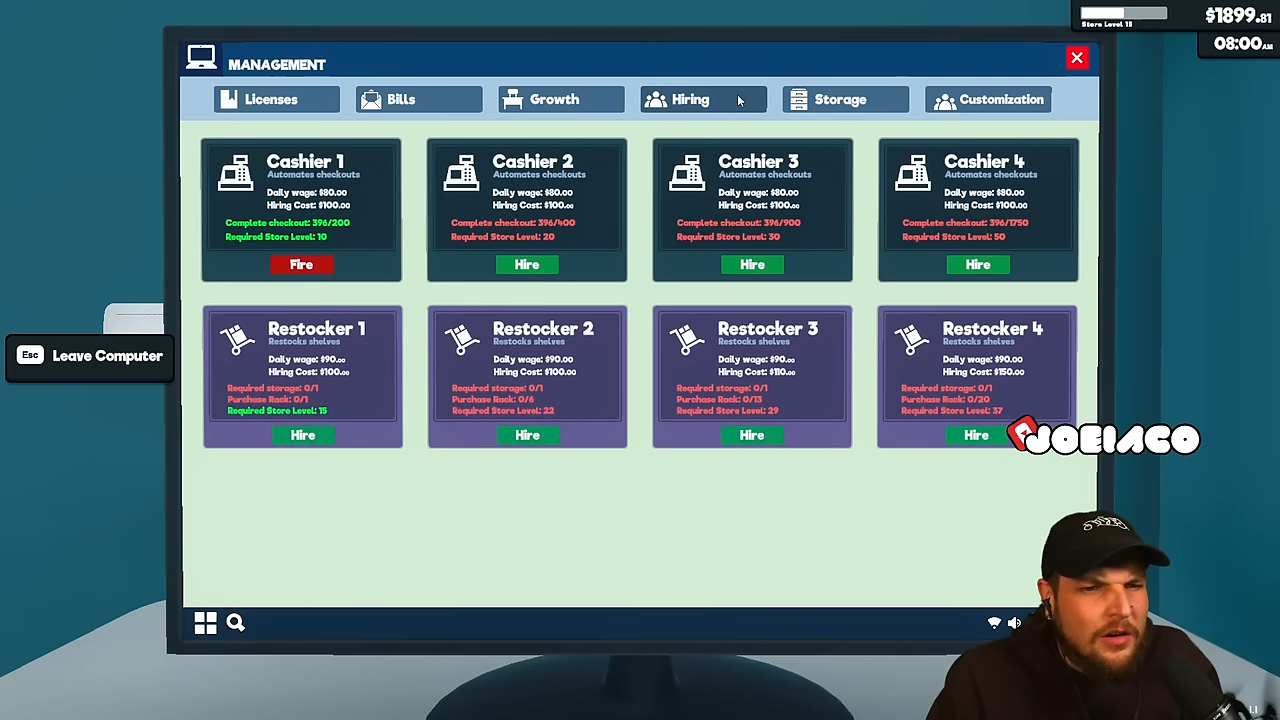 $1899.81
Store Level 15
08:00AM
MANAGEMENT
Licenses
Bills
Growth
Hiring
Storage
Customization
Cashier 1
Automates checkouts
Daily wage: $80.00
Hiring Cost: $100.00
Complete checkout: 396/200
Required Store Level: 10
Fire
Cashier 2
Automates checkouts
Daily wage: $80.00
Hiring Cost: $100.00
Complete checkout: 396/400
Required Store Level: 20
Hire
Cashier 3
Automates checkouts
Daily wage: $80.00
Hiring Cost: $100.00
Complete checkout: 396/900
Required Store Level: 30
Hire
Cashier 4
Automates checkouts
Daily wage: $80.00
Hiring Cost: $100.00
Complete checkout: 396/1750
Required Store Level: 50
Hire
Esc Leave Computer
Restocker 1
Restocks shelves
Daily wage: $90.00
Hiring Cost: $100.00
Required storage: 0/1
Purchase Rack: 0/1
Required Store Level: 15
Hire
Restocker 2
Restocks shelves
Daily wage: $90.00
Hiring Cost: $100.00
Required storage: 0/1
Purchase Rack: 0/6
Required Store Level: 22
Hire
Restocker 3
Restocks shelves
Daily wage: $90.00
Hiring Cost: $110.00
Required storage: 0/1
Purchase Rack: 0/13
Required Store Level: 29
Hire
Restocker 4
Restocks shelves
Daily wage: $90.00
Hiring Cost: $150.00
Required storage: 0/1
Purchase Rack: 0/20
Required Store Level: 37
Hire
JOEIACO